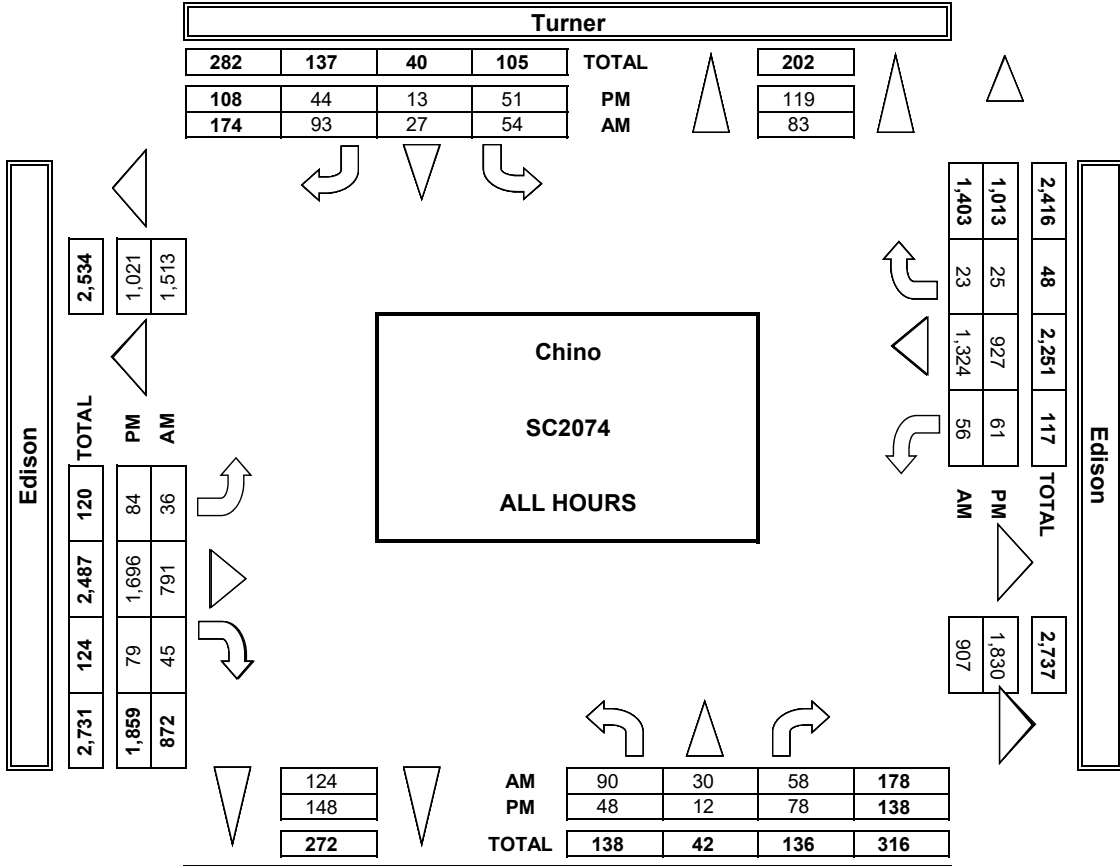 Turner
282 137 40 105 TOTAL 202
108 44 13 51 PM 119
174 93 27 54 AM 83
Edison
2,534
1,021
1,513
TOTAL 120 2,487 124 2,731
PM 84 1,696 79 1,859
AM 36 791 45 872
Chino
SC2074
ALL HOURS
2,416 48 2,251 117 TOTAL 2,737
1,013 25 927 61 PM 1,830
1,403 23 1,324 56 AM 907
Edison
124 AM 90 30 58 178
148 PM 48 12 78 138
272 TOTAL 138 42 136 316